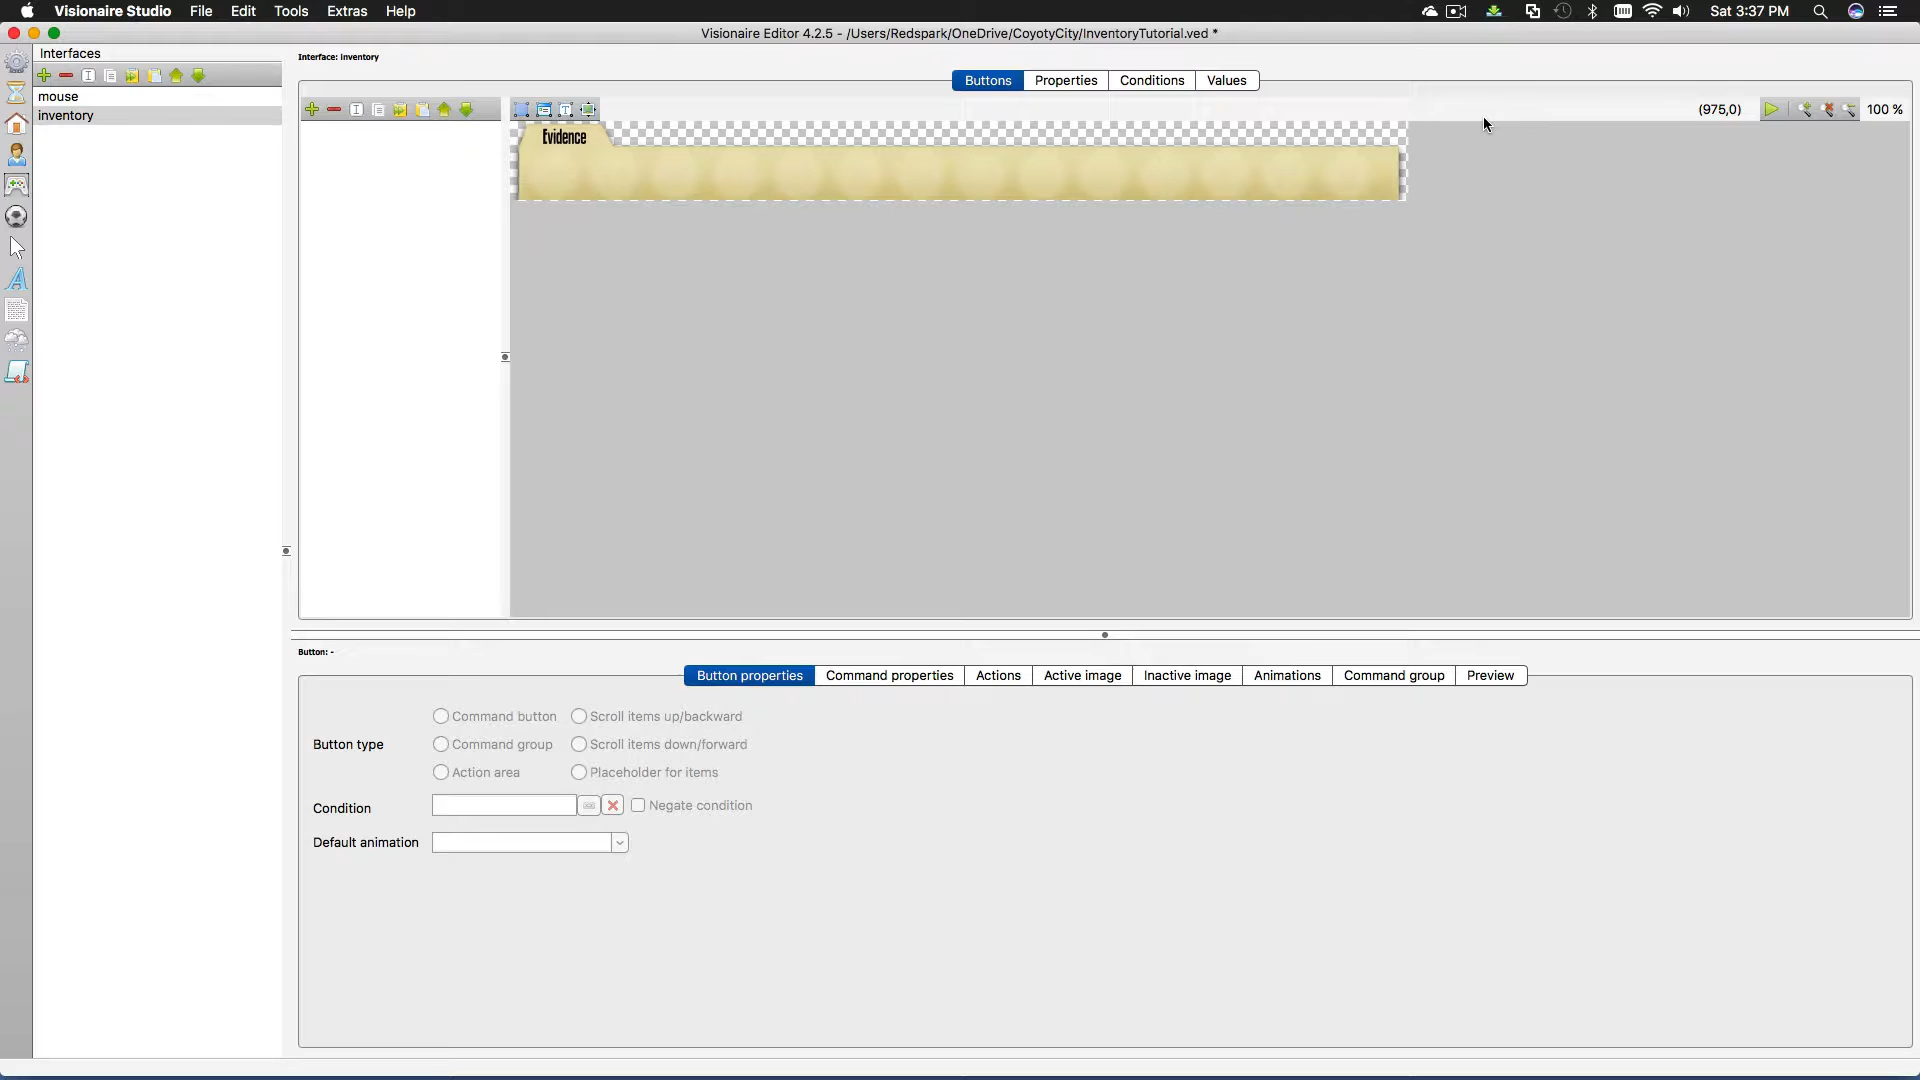 Visionaire Studio File Edit Tools Extras Help Sat 3:37 PM
Visionaire Editor 4.2.5 - /Users/Redspark/OneDrive/CoyotyCity/InventoryTutorial.ved *
Interfaces
mouse
inventory
Interface: Inventory
Buttons Properties Conditions Values
(975,0) 100 %
Evidence
Button: -
Button properties Command properties Actions Active image Inactive image Animations Command group Preview
Button type
Command button Scroll items up/backward
Command group Scroll items down/forward
Action area Placeholder for items
Condition Negate condition
Default animation